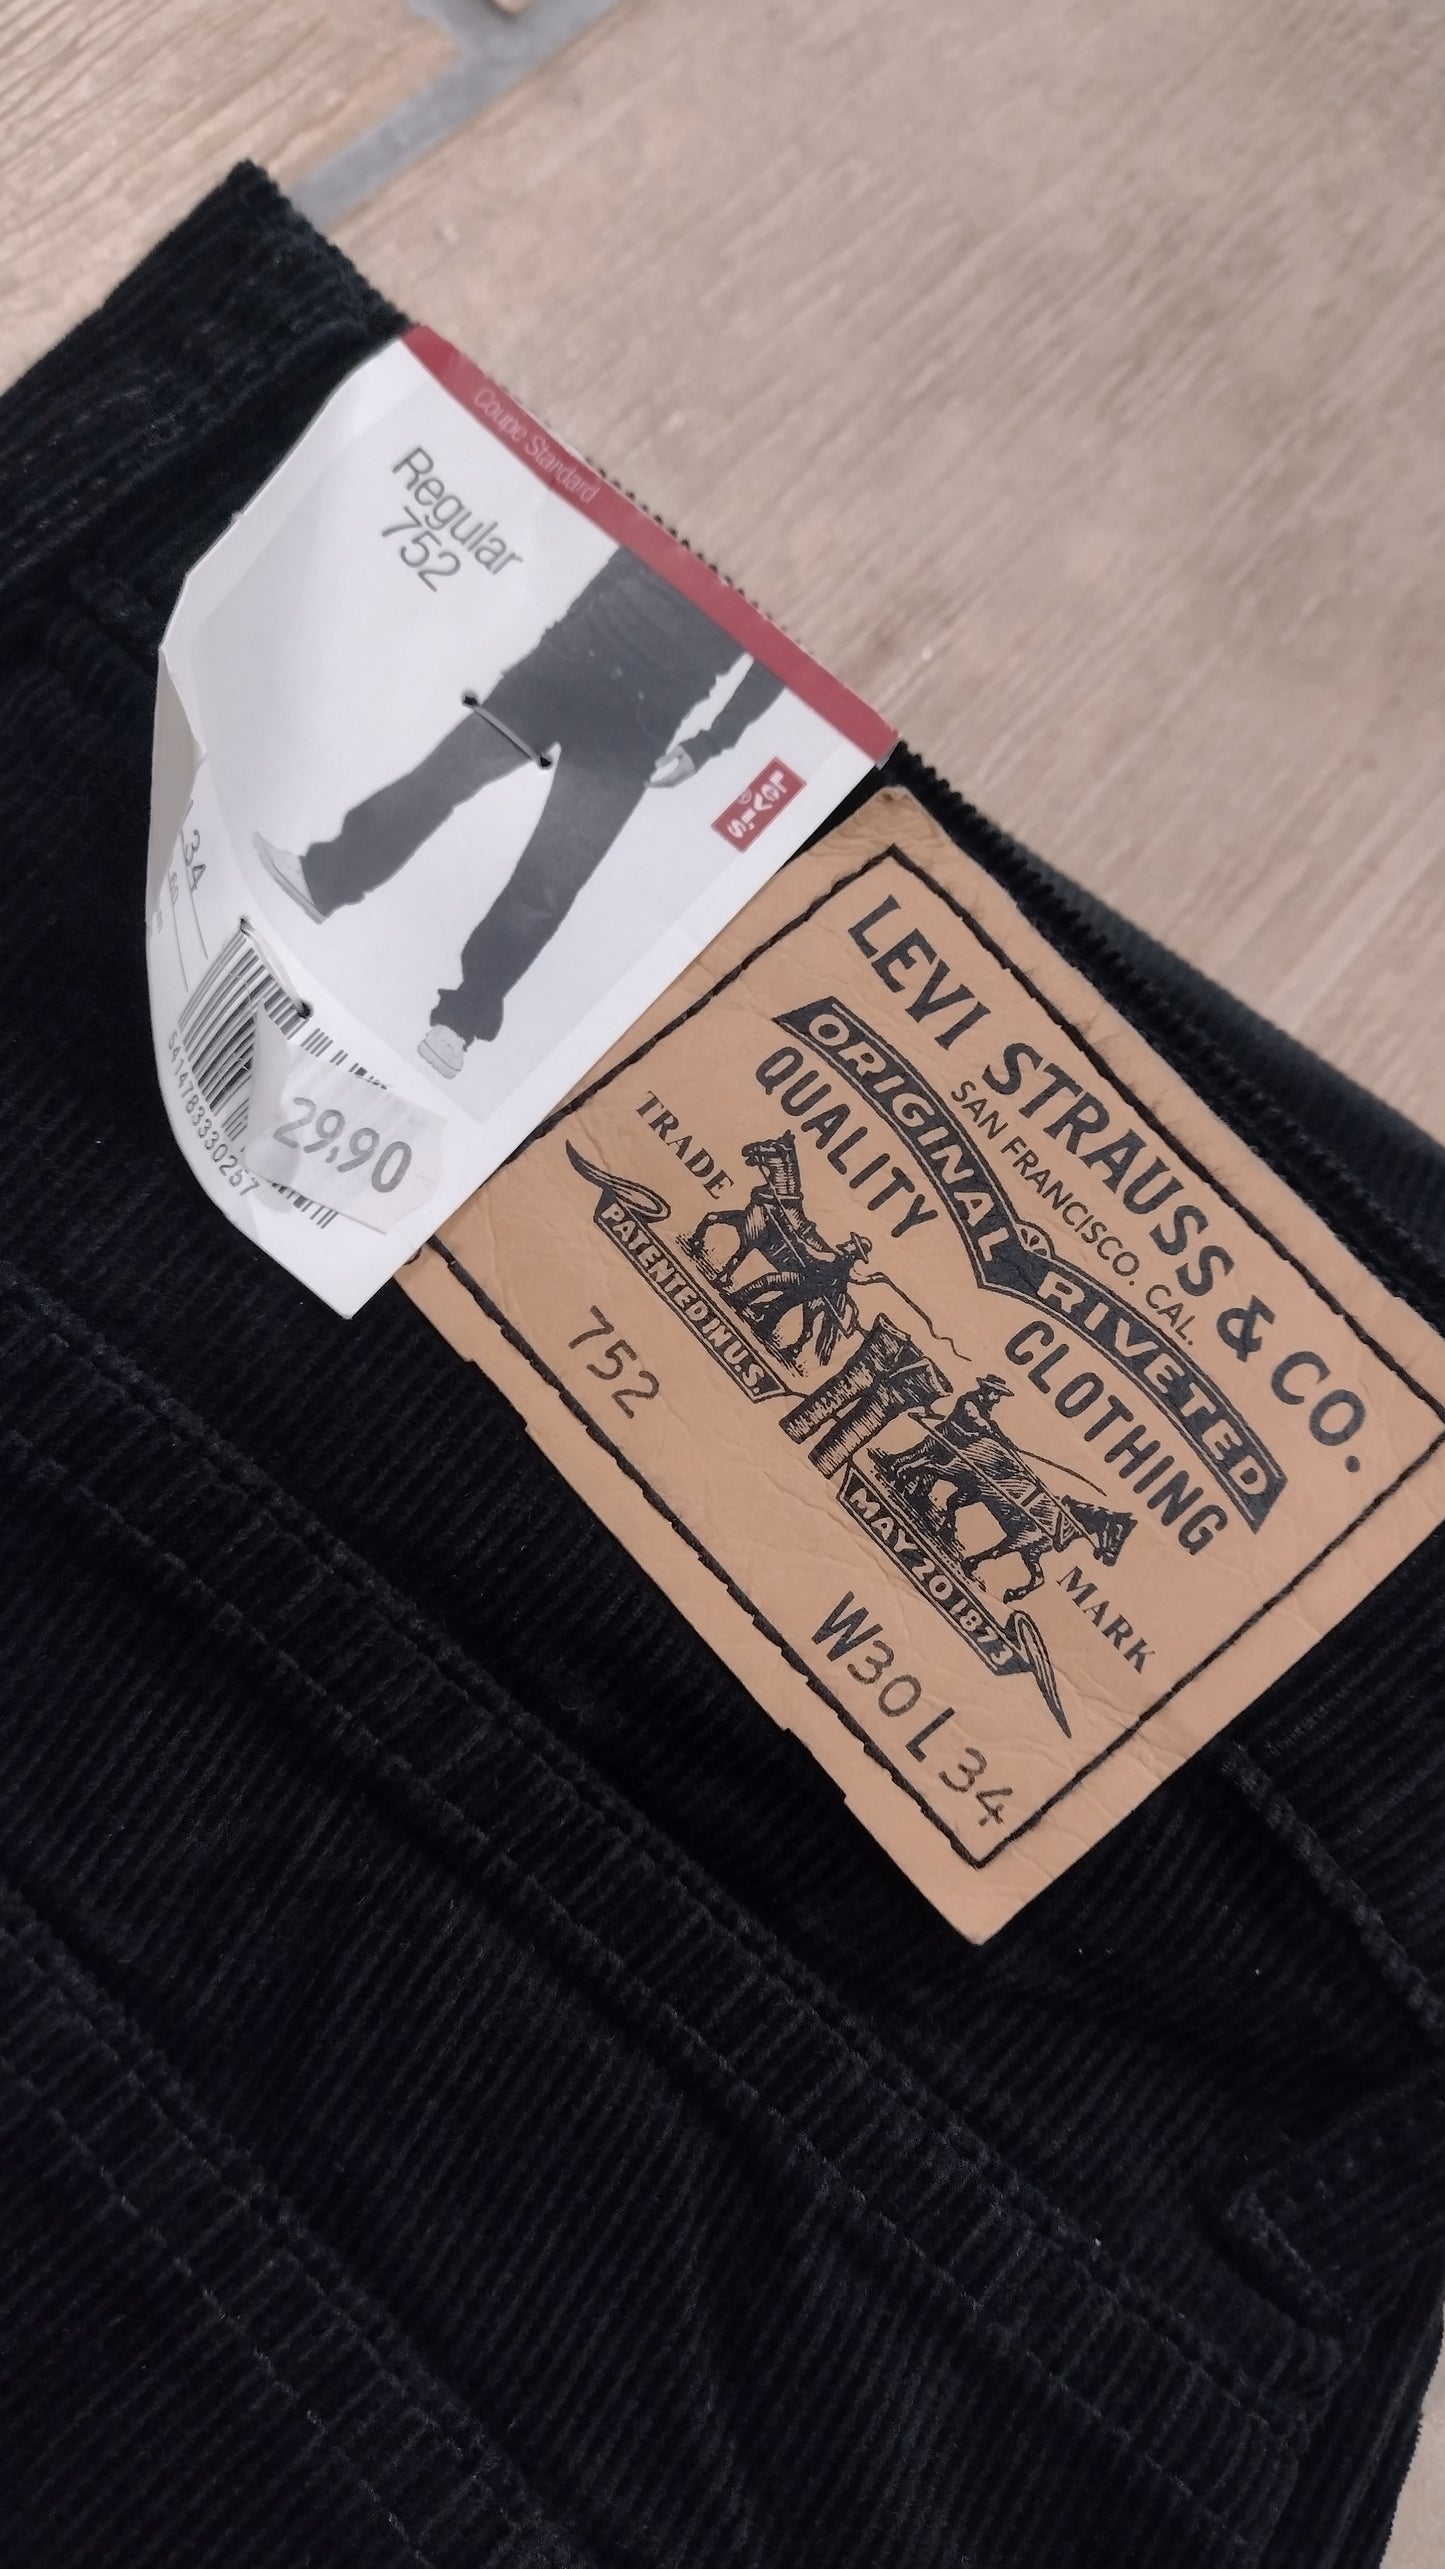 Coupe Standard
Regular
752
Levi's®
L34
5414783330257
29,90
LEVI STRAUSS & CO.
SAN FRANCISCO. CAL.
ORIGINAL RIVETED
QUALITY CLOTHING
TRADE MARK
PATENTED IN U.S. MAY 20 1873
752
W30 L34